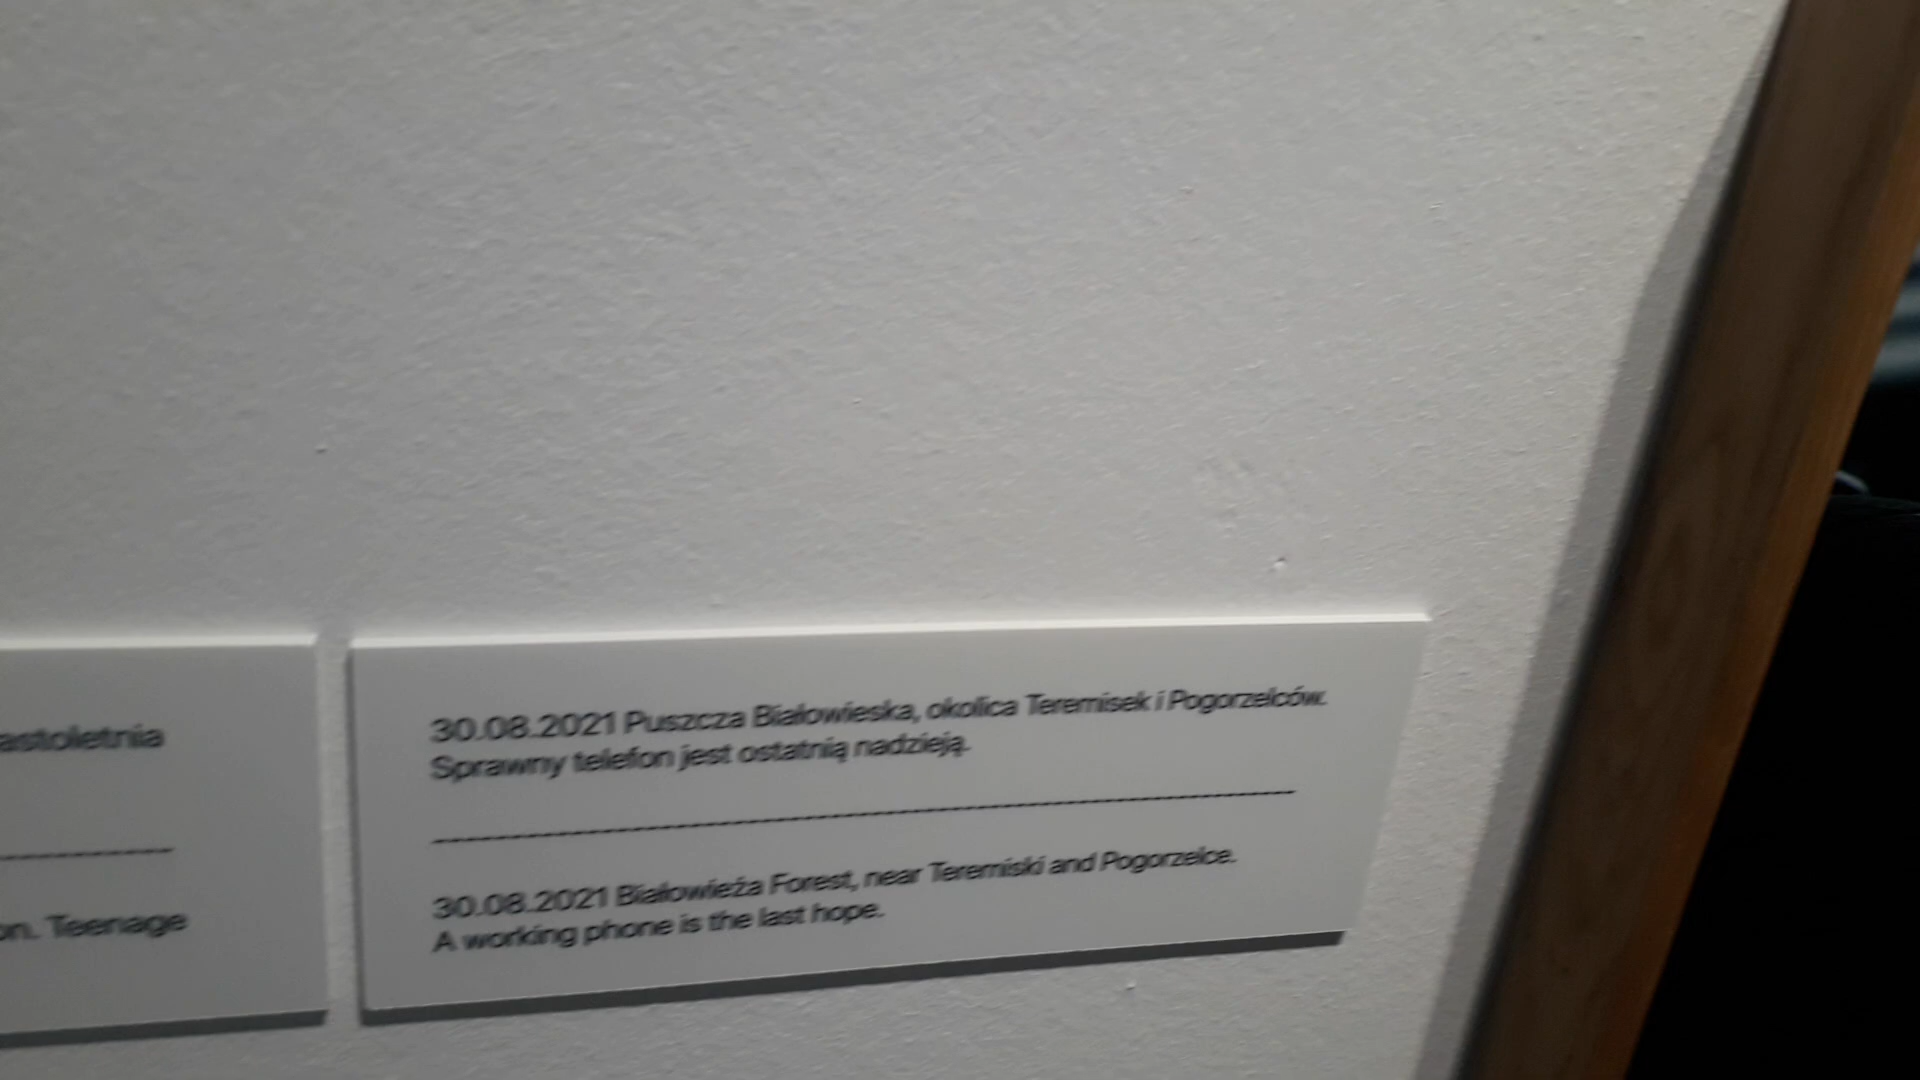 astoletnia
on. Teenage
30.08.2021 Puszcza Białowieska, okolica Teremisek i Pogorzelców.
Sprawny telefon jest ostatnią nadzieją.
30.08.2021 Białowieża Forest, near Teremiski and Pogorzelce.
A working phone is the last hope.